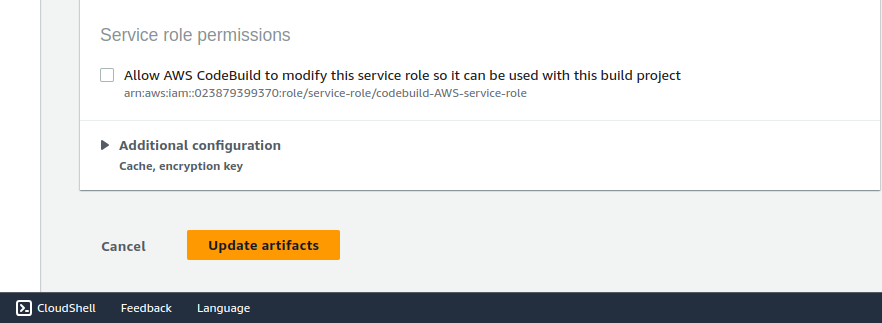 Service role permissions
Allow AWS CodeBuild to modify this service role so it can be used with this build project
arn:aws:iam::023879399370:role/service-role/codebuild-AWS-service-role
Additional configuration
Cache, encryption key
Cancel
Update artifacts
CloudShell
Feedback
Language